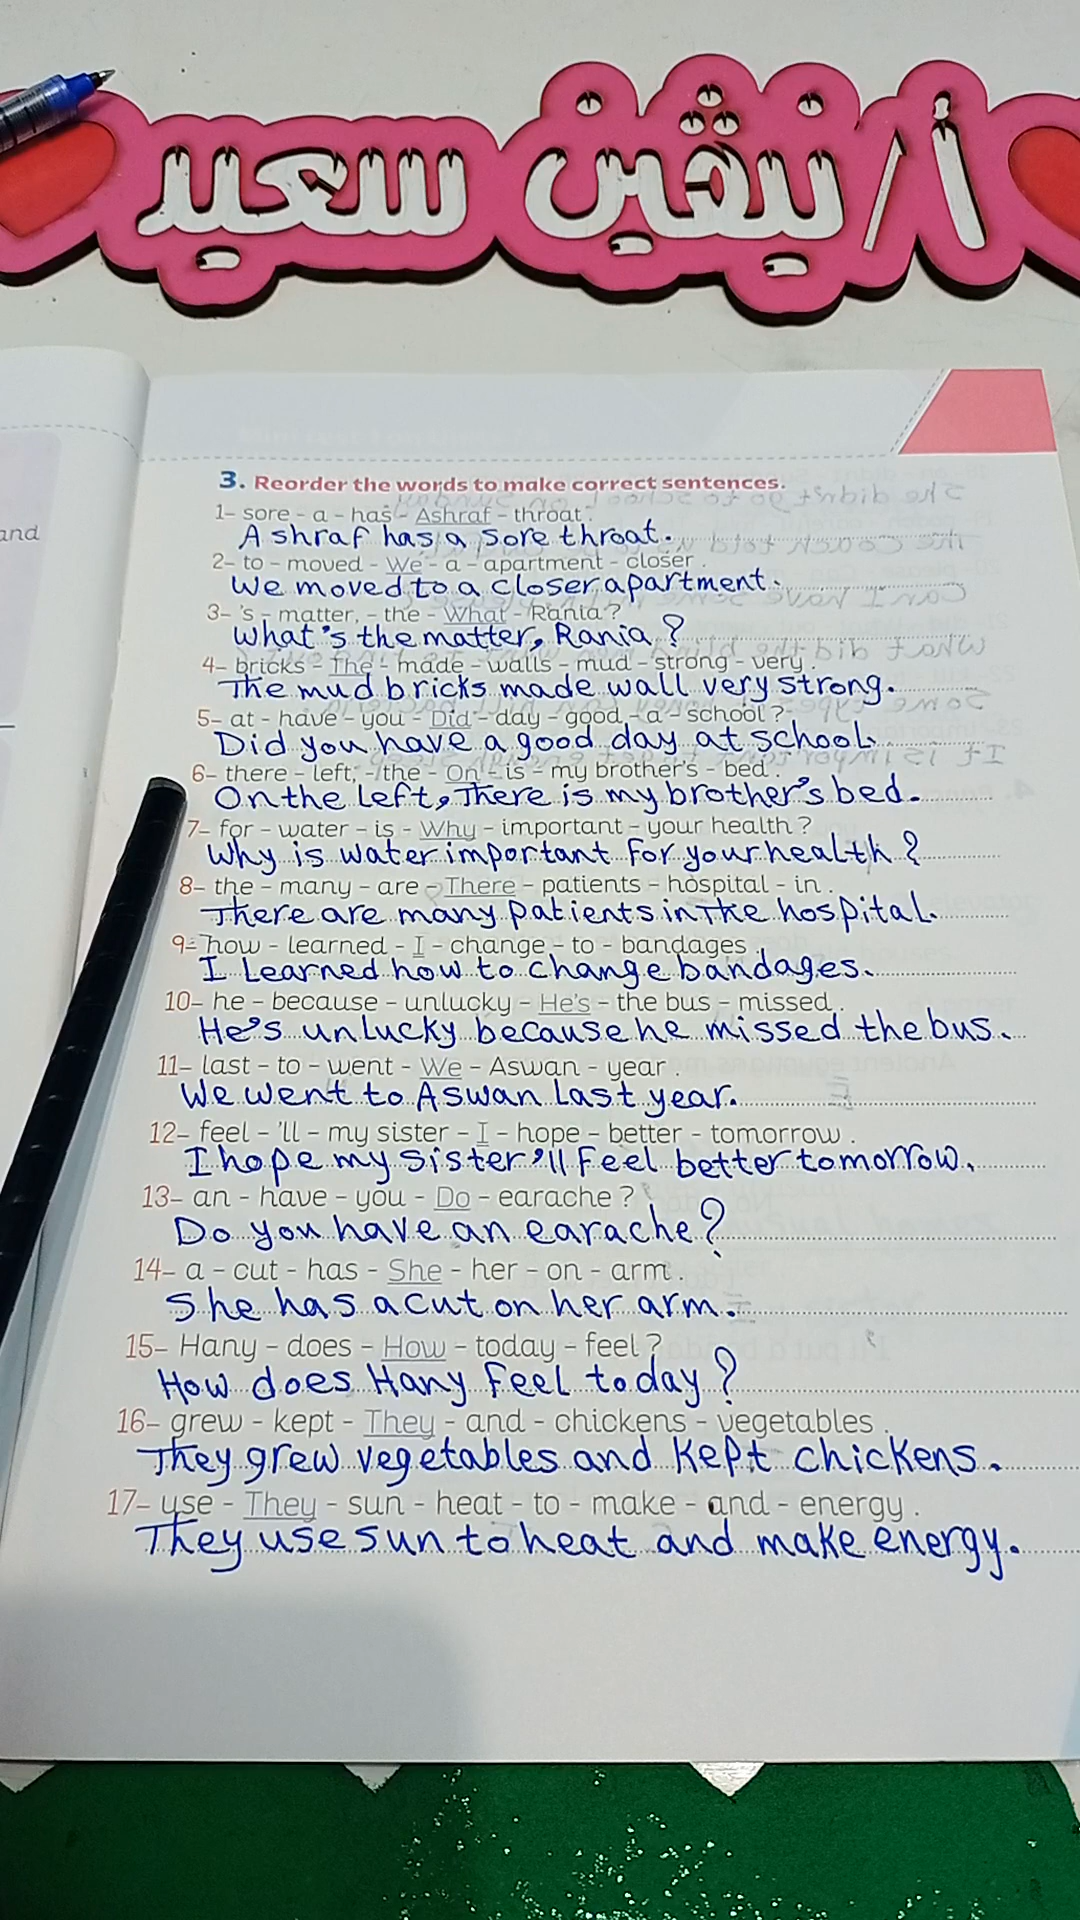 أ/ نيڤين سعيد
and
3. Reorder the words to make correct sentences.
1- sore - a - has - Ashraf - throat .
Ashraf has a sore throat.
2- to - moved - We - a - apartment - closer .
We moved to a closer apartment.
3- 's - matter, - the - What - Rania ?
What's the matter, Rania ?
4- bricks - The - made - walls - mud - strong - very .
The mud bricks made wall very strong.
5- at - have - you - Did - day - good - a - school ?
Did you have a good day at school.
6- there - left, - the - On - is - my brother's - bed .
On the left, There is my brother's bed.
7- for - water - is - Why - important - your health ?
Why is water important for your health ?
8- the - many - are - There - patients - hospital - in .
There are many patients in the hospital.
9- how - learned - I - change - to - bandages .
I Learned how to change bandages.
10- he - because - unlucky - He's - the bus - missed .
He's unlucky because he missed the bus.
11- last - to - went - We - Aswan - year .
We went to Aswan Last year.
12- feel - 'll - my sister - I - hope - better - tomorrow .
I hope my sister'll feel better tomorrow.
13- an - have - you - Do - earache ?
Do you have an earache?
14- a - cut - has - She - her - on - arm .
She has a cut on her arm.
15- Hany - does - How - today - feel ?
How does Hany Feel today ?
16- grew - kept - They - and - chickens - vegetables .
They grew vegetables and kept chickens.
17- use - They - sun - heat - to - make - and - energy .
They use sun to heat and make energy.